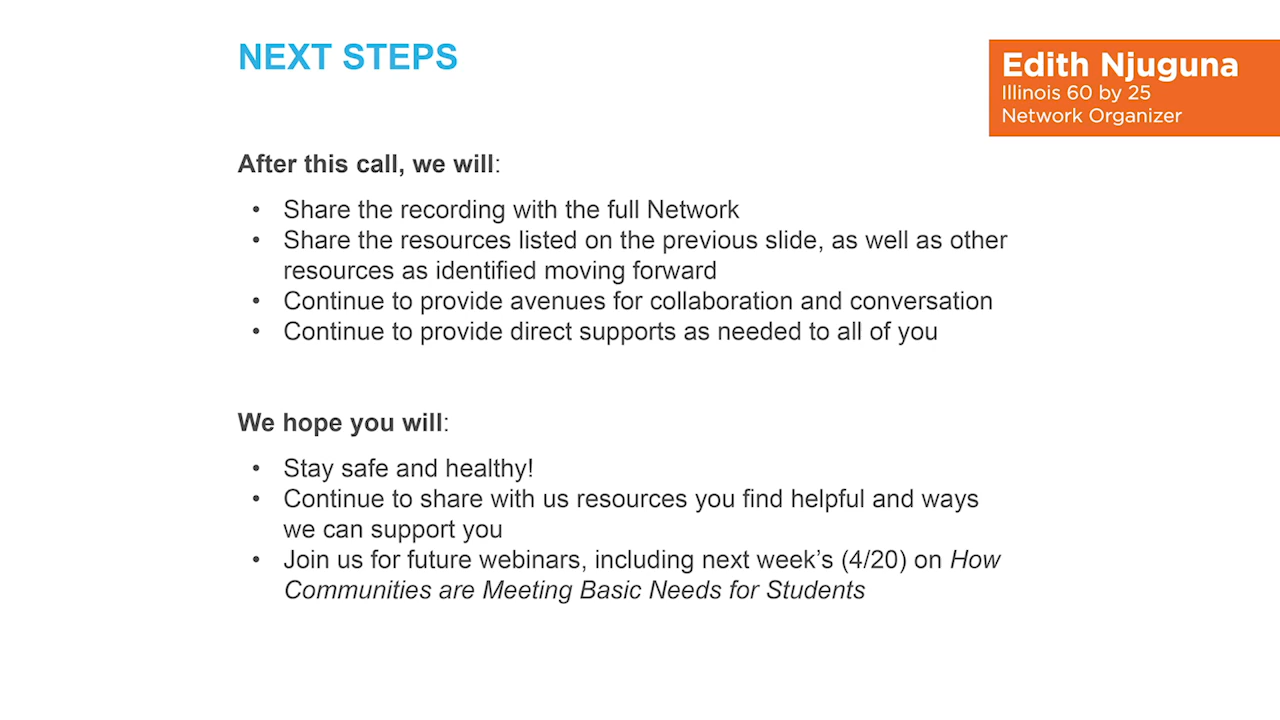 NEXT STEPS
Edith Njuguna
Illinois 60 by 25
Network Organizer
After this call, we will:
• Share the recording with the full Network
• Share the resources listed on the previous slide, as well as other
resources as identified moving forward
• Continue to provide avenues for collaboration and conversation
• Continue to provide direct supports as needed to all of you
We hope you will:
• Stay safe and healthy!
• Continue to share with us resources you find helpful and ways
we can support you
• Join us for future webinars, including next week’s (4/20) on How
Communities are Meeting Basic Needs for Students